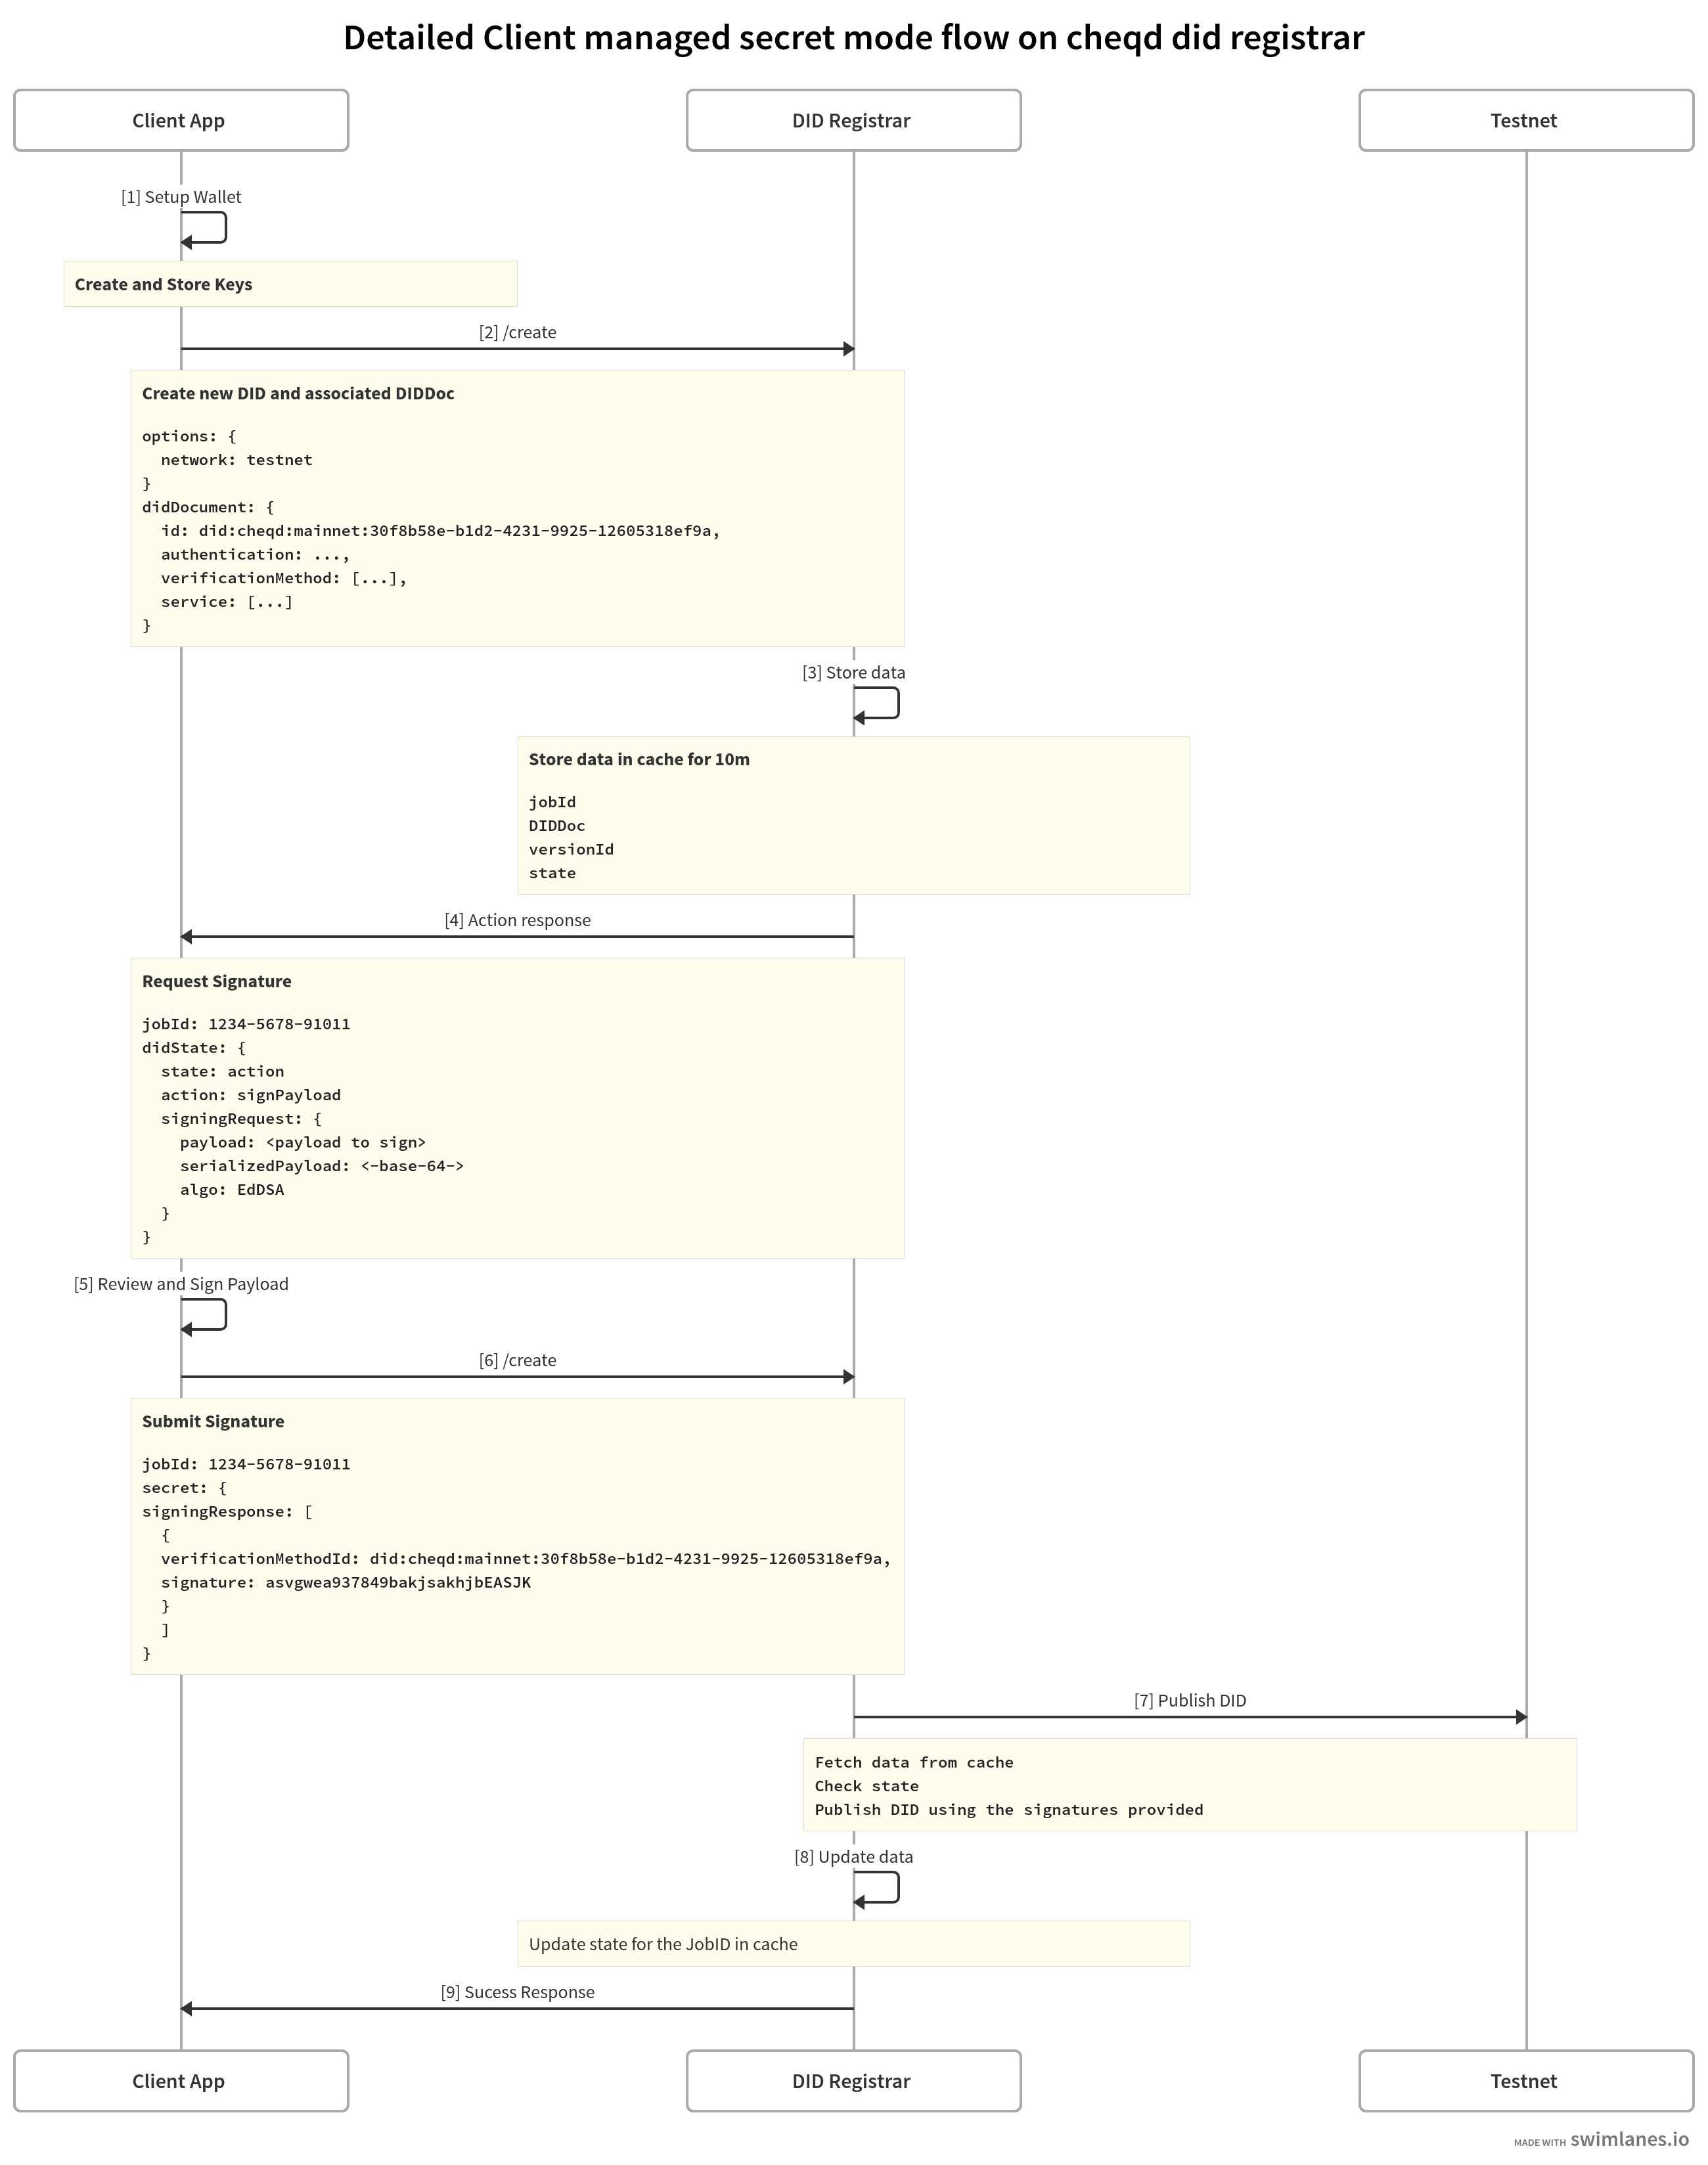 Detailed Client managed secret mode flow on cheqd did registrar
Client App
DID Registrar
Testnet
[1] Setup Wallet
Create and Store Keys
[2] /create
Create new DID and associated DIDDoc
options: {
  network: testnet
}
didDocument: {
  id: did:cheqd:mainnet:30f8b58e-b1d2-4231-9925-12605318ef9a,
  authentication: ...,
  verificationMethod: [...],
  service: [...]
}
[3] Store data
Store data in cache for 10m
jobId
DIDDoc
versionId
state
[4] Action response
Request Signature
jobId: 1234-5678-91011
didState: {
  state: action
  action: signPayload
  signingRequest: {
    payload: <payload to sign>
    serializedPayload: <-base-64->
    algo: EdDSA
  }
}
[5] Review and Sign Payload
[6] /create
Submit Signature
jobId: 1234-5678-91011
secret: {
signingResponse: [
  {
  verificationMethodId: did:cheqd:mainnet:30f8b58e-b1d2-4231-9925-12605318ef9a,
  signature: asvgwea937849bakjsakhjbEASJK
  }
  ]
}
[7] Publish DID
Fetch data from cache
Check state
Publish DID using the signatures provided
[8] Update data
Update state for the JobID in cache
[9] Sucess Response
Client App
DID Registrar
Testnet
MADE WITH swimlanes.io